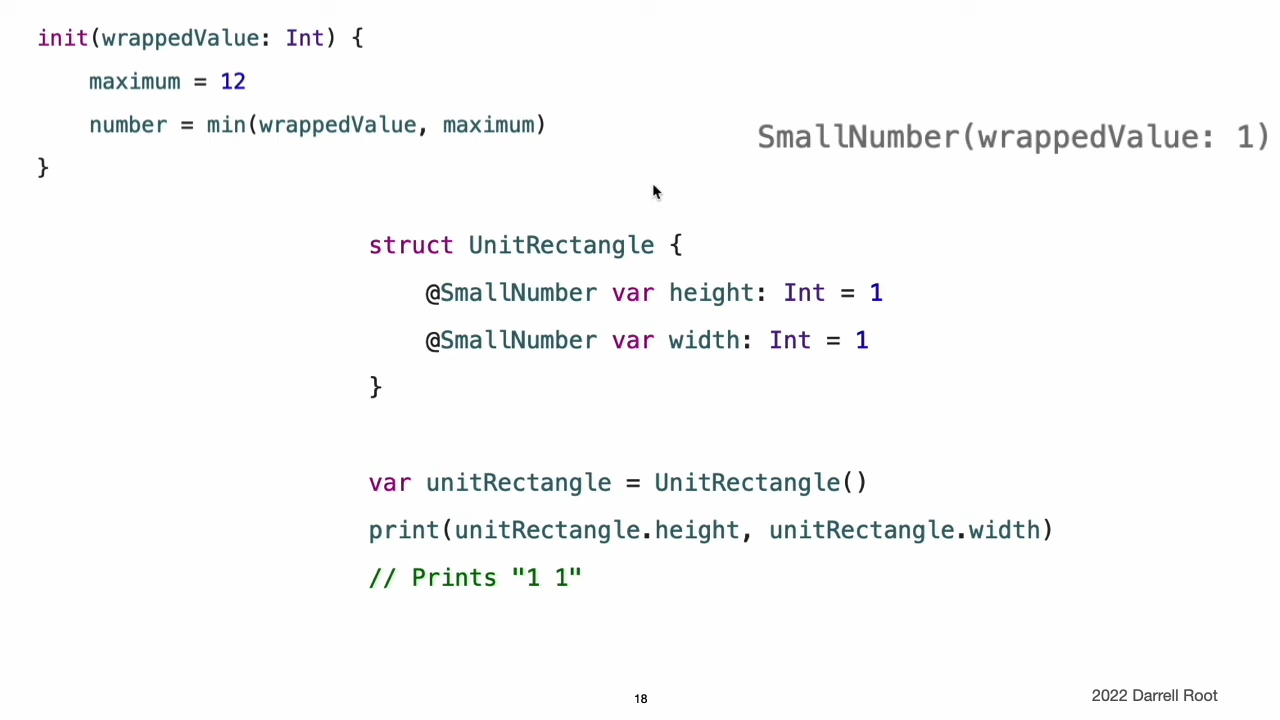 init(wrappedValue: Int) {
    maximum = 12
    number = min(wrappedValue, maximum)
}
SmallNumber(wrappedValue: 1)
struct UnitRectangle {
    @SmallNumber var height: Int = 1
    @SmallNumber var width: Int = 1
}
var unitRectangle = UnitRectangle()
print(unitRectangle.height, unitRectangle.width)
// Prints "1 1"
18
2022 Darrell Root